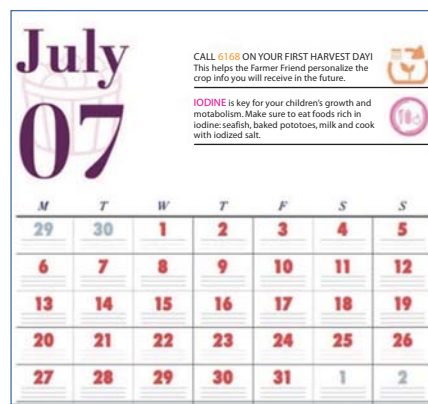 July
07
CALL 6168 ON YOUR FIRST HARVEST DAY!
This helps the Farmer Friend personalize the
crop info you will receive in the future.
IODINE is key for your children's growth and
motabolism. Make sure to eat foods rich in
iodine: seafish, baked pototoes, milk and cook
with iodized salt.
M T W T F S S
29 30 1 2 3 4 5
6 7 8 9 10 11 12
13 14 15 16 17 18 19
20 21 22 23 24 25 26
27 28 29 30 31 1 2